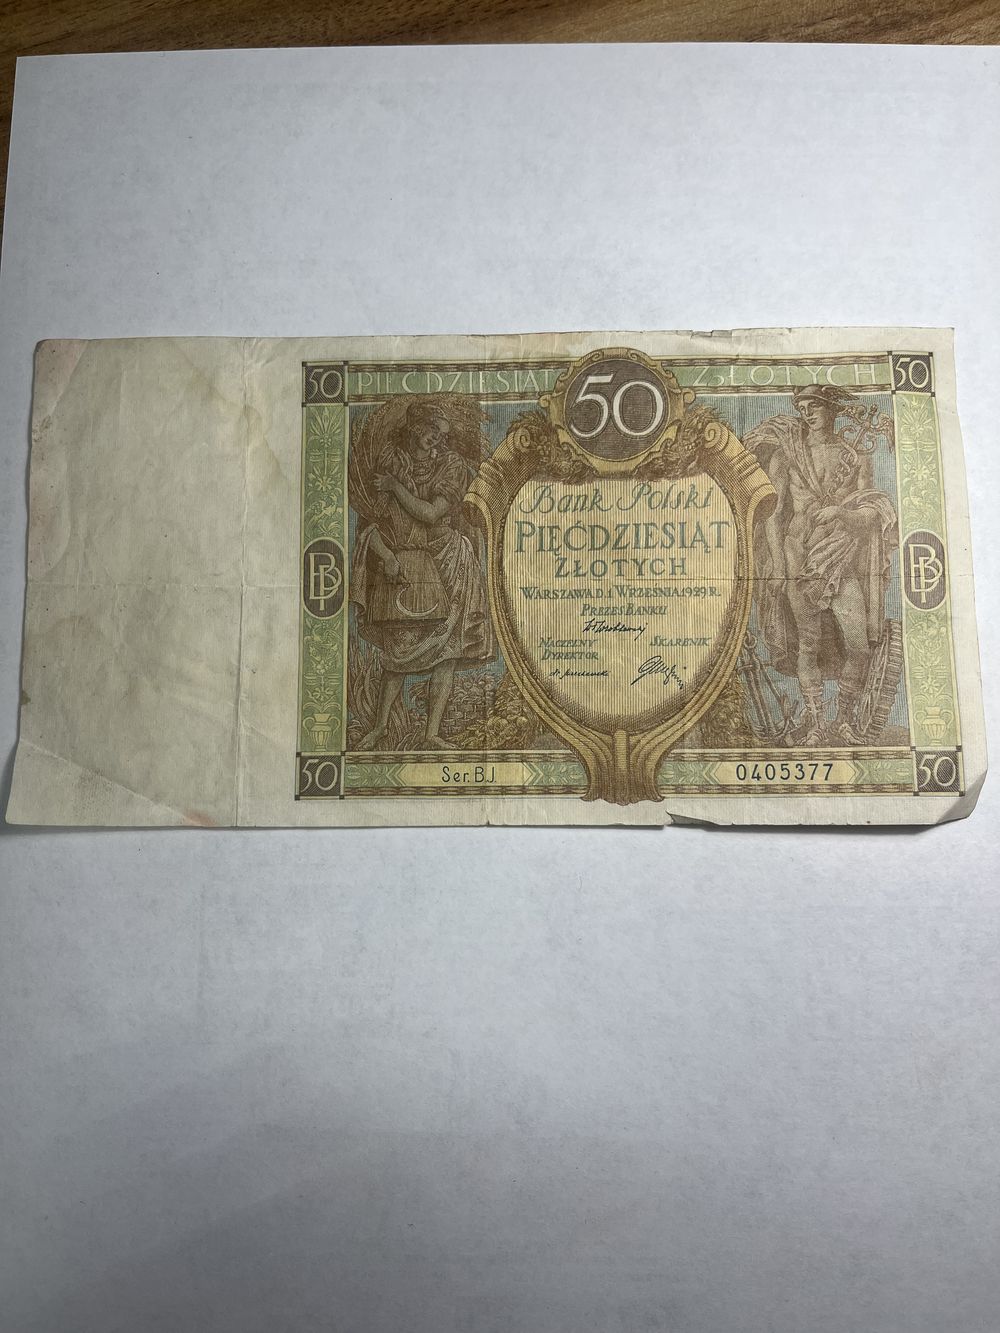 50 PIĘĆDZIESIĄT 50 ZŁOTYCH 50
Bank Polski
PIĘĆDZIESIĄT
ZŁOTYCH
WARSZAWA D. 1 WRZEŚNIA 1929 R.
PREZES BANKU
NACZELNY
DYREKTOR
SKARBNIK
BP
BP
50 Ser. B.J. 0405377 50